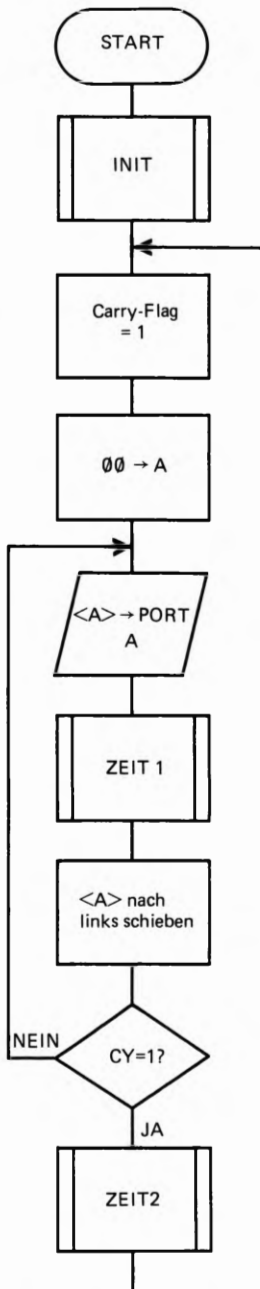 START
INIT
Carry-Flag
= 1
ØØ → A
<A> → PORT
A
ZEIT 1
<A> nach
links schieben
NEIN
CY=1?
JA
ZEIT2